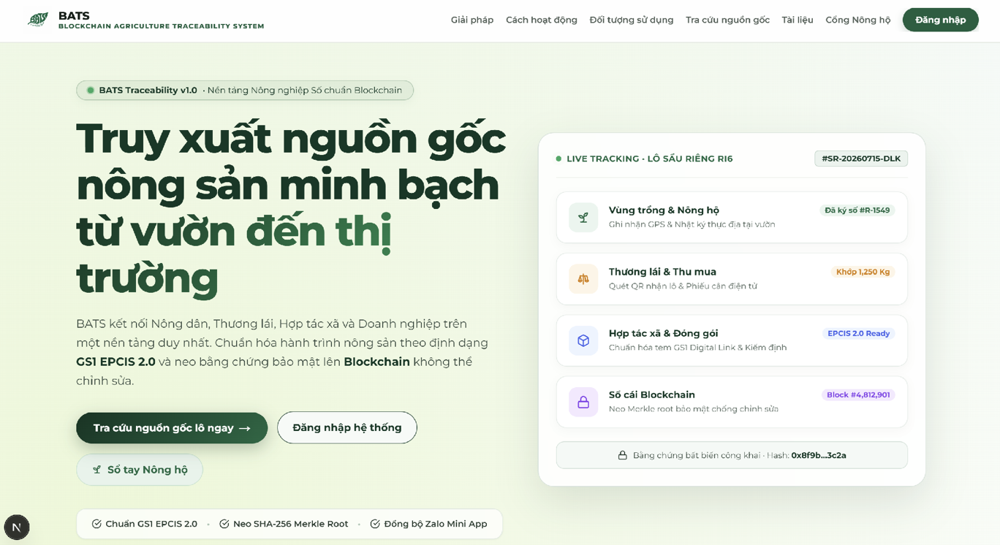 BATS
BLOCKCHAIN AGRICULTURE TRACEABILITY SYSTEM
Giải pháp
Cách hoạt động
Đối tượng sử dụng
Tra cứu nguồn gốc
Tài liệu
Cổng Nông hộ
Đăng nhập
BATS Traceability v1.0 · Nền tảng Nông nghiệp Số chuẩn Blockchain
Truy xuất nguồn gốc
nông sản minh bạch
từ vườn đến thị
trường
BATS kết nối Nông dân, Thương lái, Hợp tác xã và Doanh nghiệp trên
một nền tảng duy nhất. Chuẩn hóa hành trình nông sản theo định dạng
GS1 EPCIS 2.0 và neo bằng chứng bảo mật lên Blockchain không thể
chỉnh sửa.
Tra cứu nguồn gốc lô ngay →
Đăng nhập hệ thống
Sổ tay Nông hộ
Chuẩn GS1 EPCIS 2.0 • Neo SHA-256 Merkle Root • Đồng bộ Zalo Mini App
LIVE TRACKING · LÔ SẦU RIÊNG RI6
#SR-20260715-DLK
Vùng trồng & Nông hộ
Đã ký số #R-1549
Ghi nhận GPS & Nhật ký thực địa tại vườn
Thương lái & Thu mua
Khớp 1,250 Kg
Quét QR nhận lô & Phiếu cân điện tử
Hợp tác xã & Đóng gói
EPCIS 2.0 Ready
Chuẩn hóa tem GS1 Digital Link & Kiểm định
Sổ cái Blockchain
Block #4,812,901
Neo Merkle root bảo mật chống chỉnh sửa
Bằng chứng bất biến công khai · Hash: 0x8f9b...3c2a
N